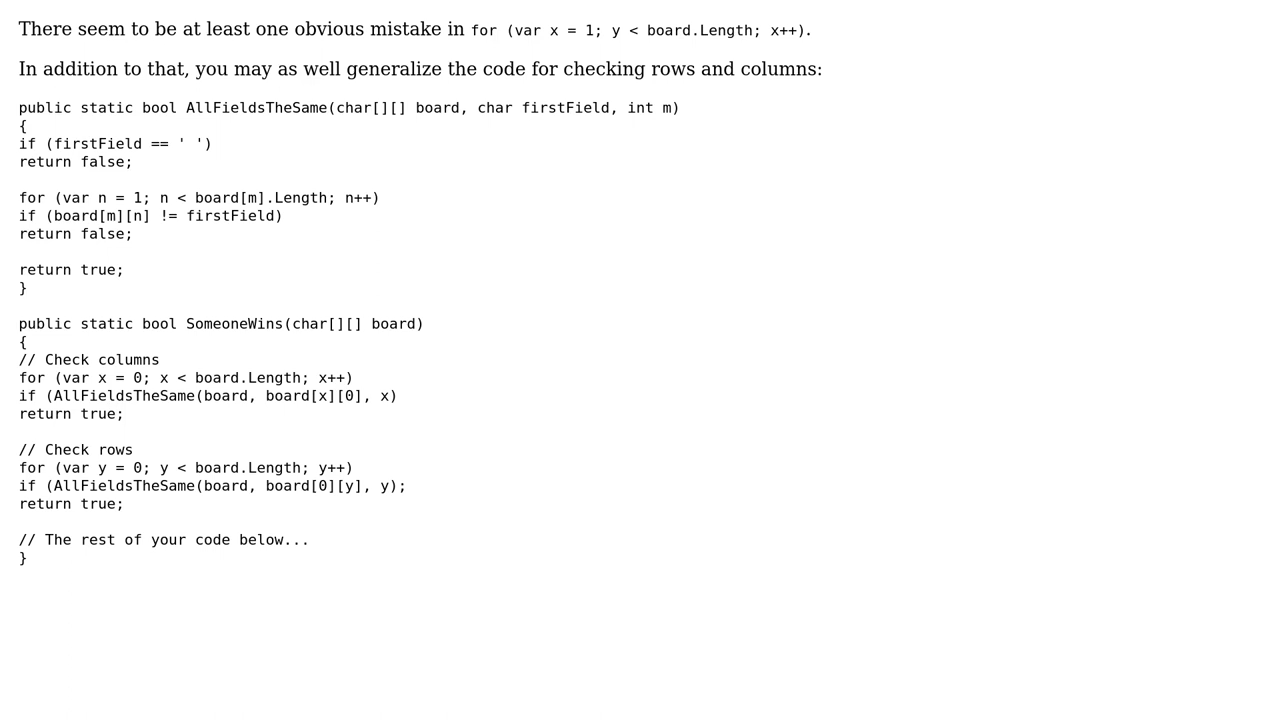 There seem to be at least one obvious mistake in for (var x = 1; y < board.Length; x++).
In addition to that, you may as well generalize the code for checking rows and columns:
public static bool AllFieldsTheSame(char[][] board, char firstField, int m)
{
if (firstField == ' ')
return false;
for (var n = 1; n < board[m].Length; n++)
if (board[m][n] != firstField)
return false;
return true;
}
public static bool SomeoneWins(char[][] board)
{
// Check columns
for (var x = 0; x < board.Length; x++)
if (AllFieldsTheSame(board, board[x][0], x)
return true;
// Check rows
for (var y = 0; y < board.Length; y++)
if (AllFieldsTheSame(board, board[0][y], y);
return true;
// The rest of your code below...
}